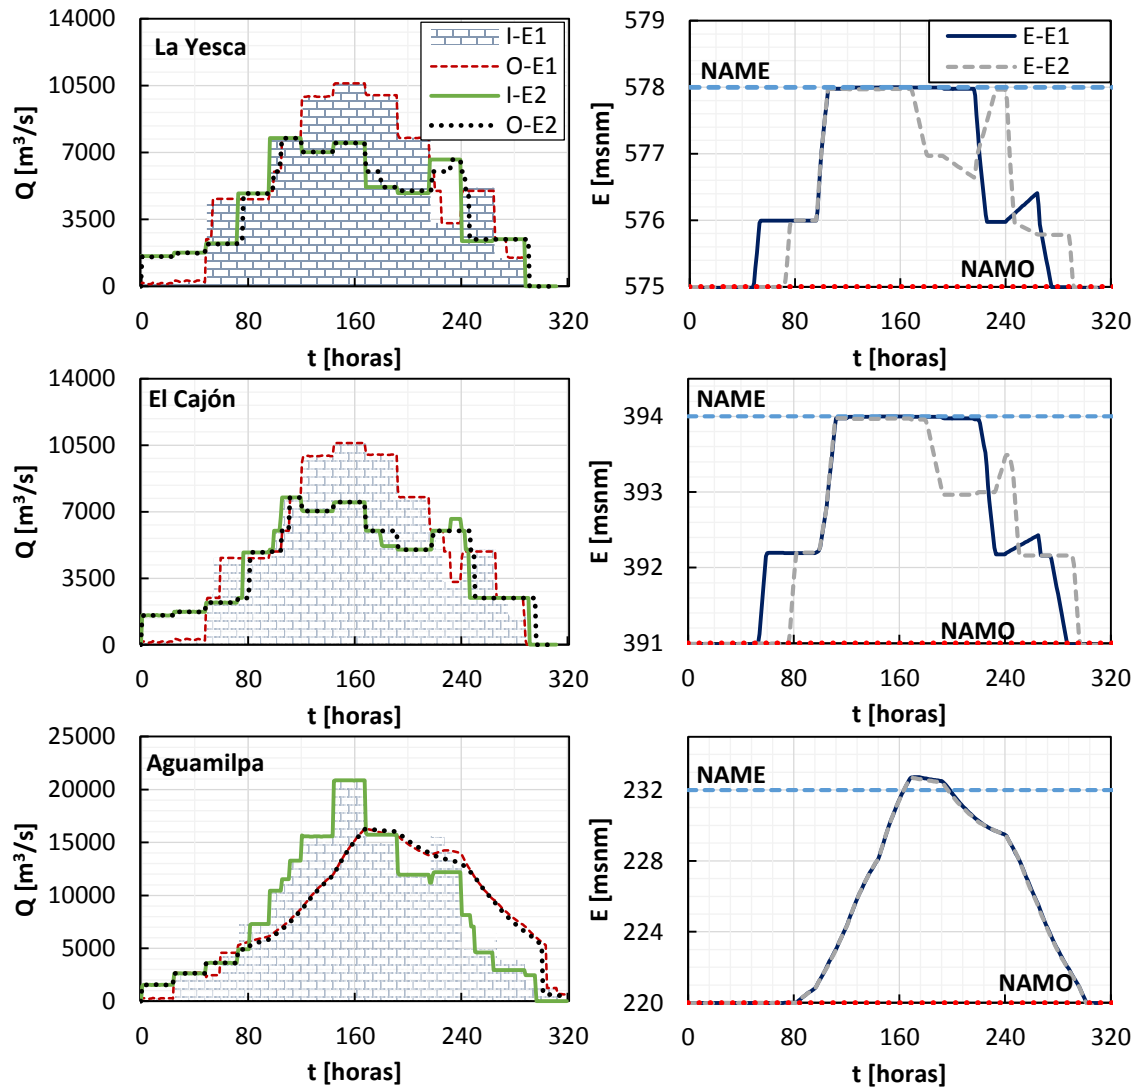 14000
10500
7000
3500
0
Q [m³/s]
La Yesca
I-E1
O-E1
I-E2
O-E2
0
80
160
240
320
t [horas]
579
578
577
576
575
E [msnm]
NAME
E-E1
E-E2
NAMO
0
80
160
240
320
t [horas]
14000
10500
7000
3500
0
Q [m³/s]
El Cajón
0
80
160
240
320
t [horas]
394
393
392
391
E [msnm]
NAME
NAMO
0
80
160
240
320
t [horas]
25000
20000
15000
10000
5000
0
Q [m³/s]
Aguamilpa
0
80
160
240
320
t [horas]
232
228
224
220
E [msnm]
NAME
NAMO
0
80
160
240
320
t [horas]